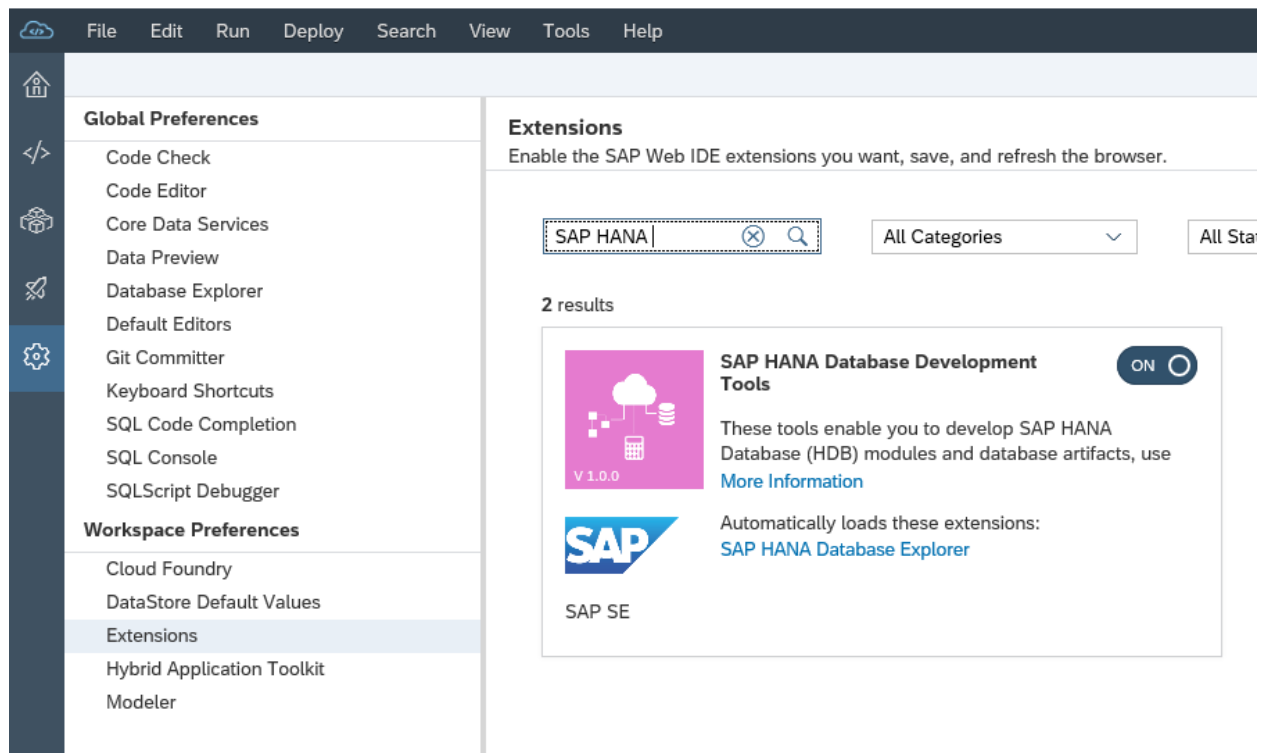 File Edit Run Deploy Search View Tools Help
Global Preferences
Code Check
Code Editor
Core Data Services
Data Preview
Database Explorer
Default Editors
Git Committer
Keyboard Shortcuts
SQL Code Completion
SQL Console
SQLScript Debugger
Workspace Preferences
Cloud Foundry
DataStore Default Values
Extensions
Hybrid Application Toolkit
Modeler
Extensions
Enable the SAP Web IDE extensions you want, save, and refresh the browser.
SAP HANA All Categories All Sta
2 results
SAP HANA Database Development
Tools
ON
These tools enable you to develop SAP HANA
Database (HDB) modules and database artifacts, use
More Information
V 1.0.0
SAP
Automatically loads these extensions:
SAP HANA Database Explorer
SAP SE